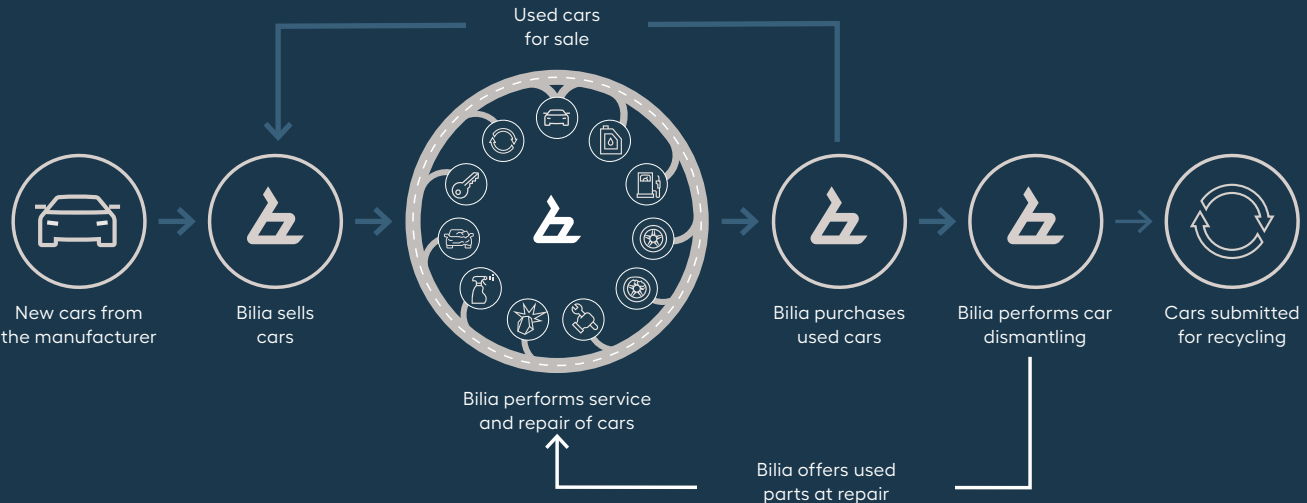 Used cars
for sale
New cars from
the manufacturer
Bilia sells
cars
Bilia performs service
and repair of cars
Bilia purchases
used cars
Bilia performs car
dismantling
Cars submitted
for recycling
Bilia offers used
parts at repair